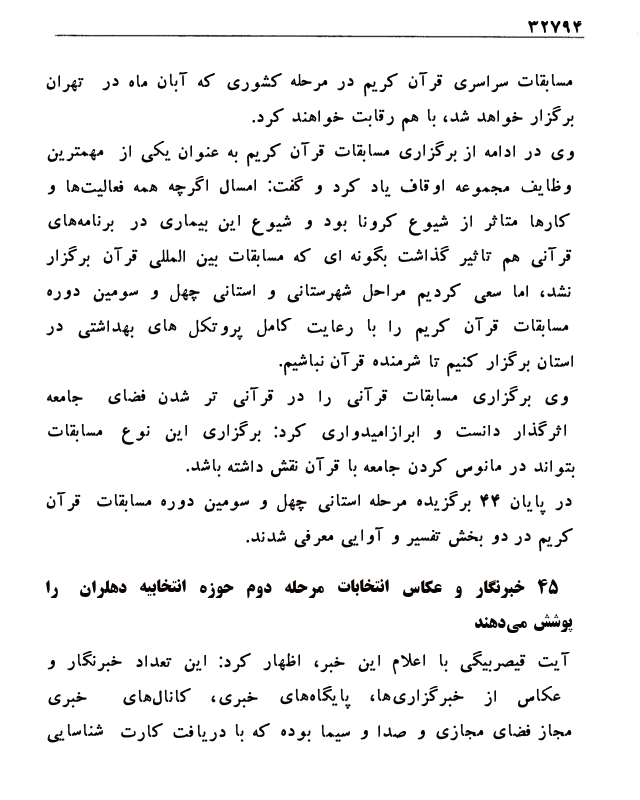 ۳۲۷۹۴
مسابقات سراسری قرآن کریم در مرحله کشوری که آبان ماه در تهران
برگزار خواهد شد، با هم رقابت خواهند کرد.
وی در ادامه از برگزاری مسابقات قرآن کریم به عنوان یکی از مهمترین
وظایف مجموعه اوقاف یاد کرد و گفت: امسال اگرچه همه فعالیت‌ها و
کارها متاثر از شیوع کرونا بود و شیوع این بیماری در برنامه‌های
قرآنی هم تاثیر گذاشت بگونه ای که مسابقات بین المللی قرآن برگزار
نشد، اما سعی کردیم مراحل شهرستانی و استانی چهل و سومین دوره
مسابقات قرآن کریم را با رعایت کامل پروتکل های بهداشتی در
استان برگزار کنیم تا شرمنده قرآن نباشیم.
وی برگزاری مسابقات قرآنی را در قرآنی تر شدن فضای جامعه
اثرگذار دانست و ابرازامیدواری کرد: برگزاری این نوع مسابقات
بتواند در مانوس کردن جامعه با قرآن نقش داشته باشد.
در پایان ۴۴ برگزیده مرحله استانی چهل و سومین دوره مسابقات قرآن
کریم در دو بخش تفسیر و آوایی معرفی شدند.
۴۵ خبرنگار و عکاس انتخابات مرحله دوم حوزه انتخابیه دهلران را
پوشش می‌دهند
آیت قیصربیگی با اعلام این خبر، اظهار کرد: این تعداد خبرنگار و
عکاس از خبرگزاری‌ها، پایگاه‌های خبری، کانال‌های خبری
مجاز فضای مجازی و صدا و سیما بوده که با دریافت کارت شناسایی